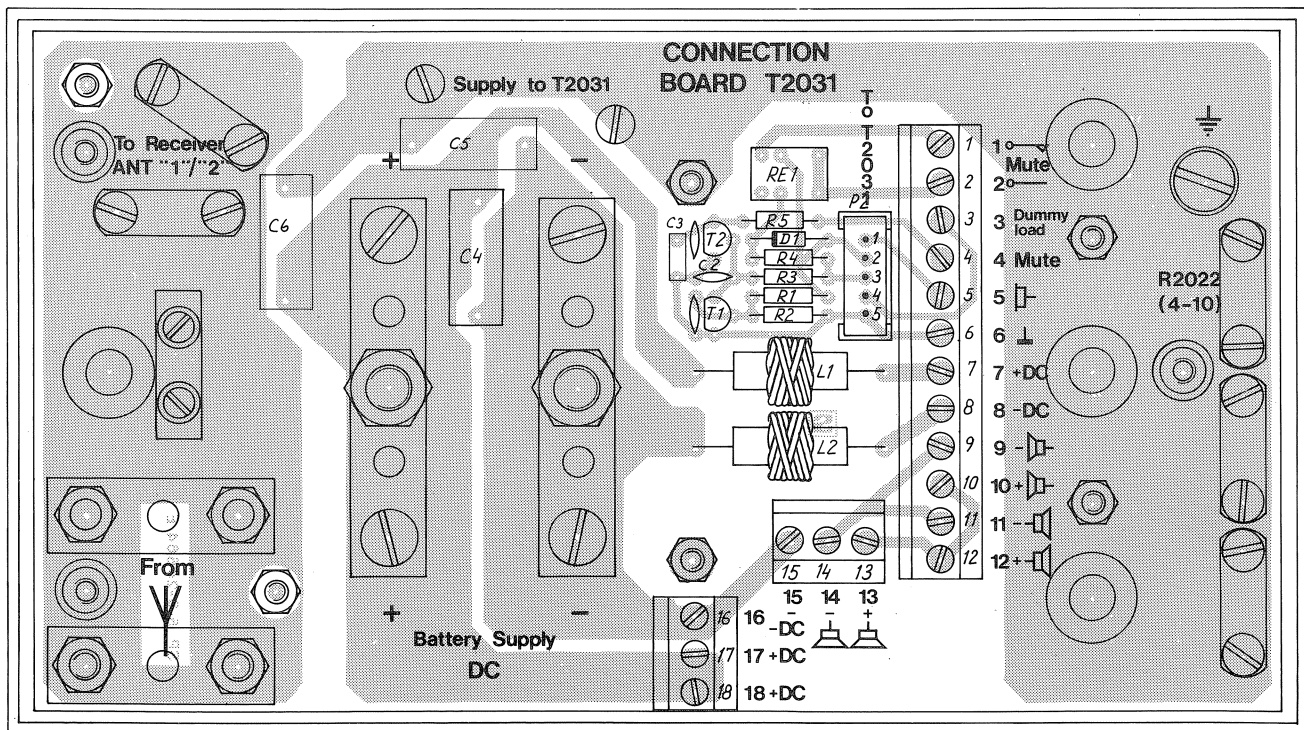 CONNECTION
BOARD T2031
Supply to T2031
To T2031
To Receiver
ANT "1"/"2"
+
C5
−
RE1
P2
C6
C4
C3
C2
T2
T1
R5
D1
R4
R3
R1
R2
1
2
3
4
5
L1
L2
1
2
3
4
5
6
7
8
9
10
11
12
1
Mute
2
3 Dummy
load
4 Mute
5
6
7 +DC
8 -DC
9 -
10 +
11 -
12 +
R2022
(4-10)
15 14 13
15 14 13
- - +
From
+
−
Battery Supply
DC
16 16 -DC
17 17 +DC
18 18 +DC